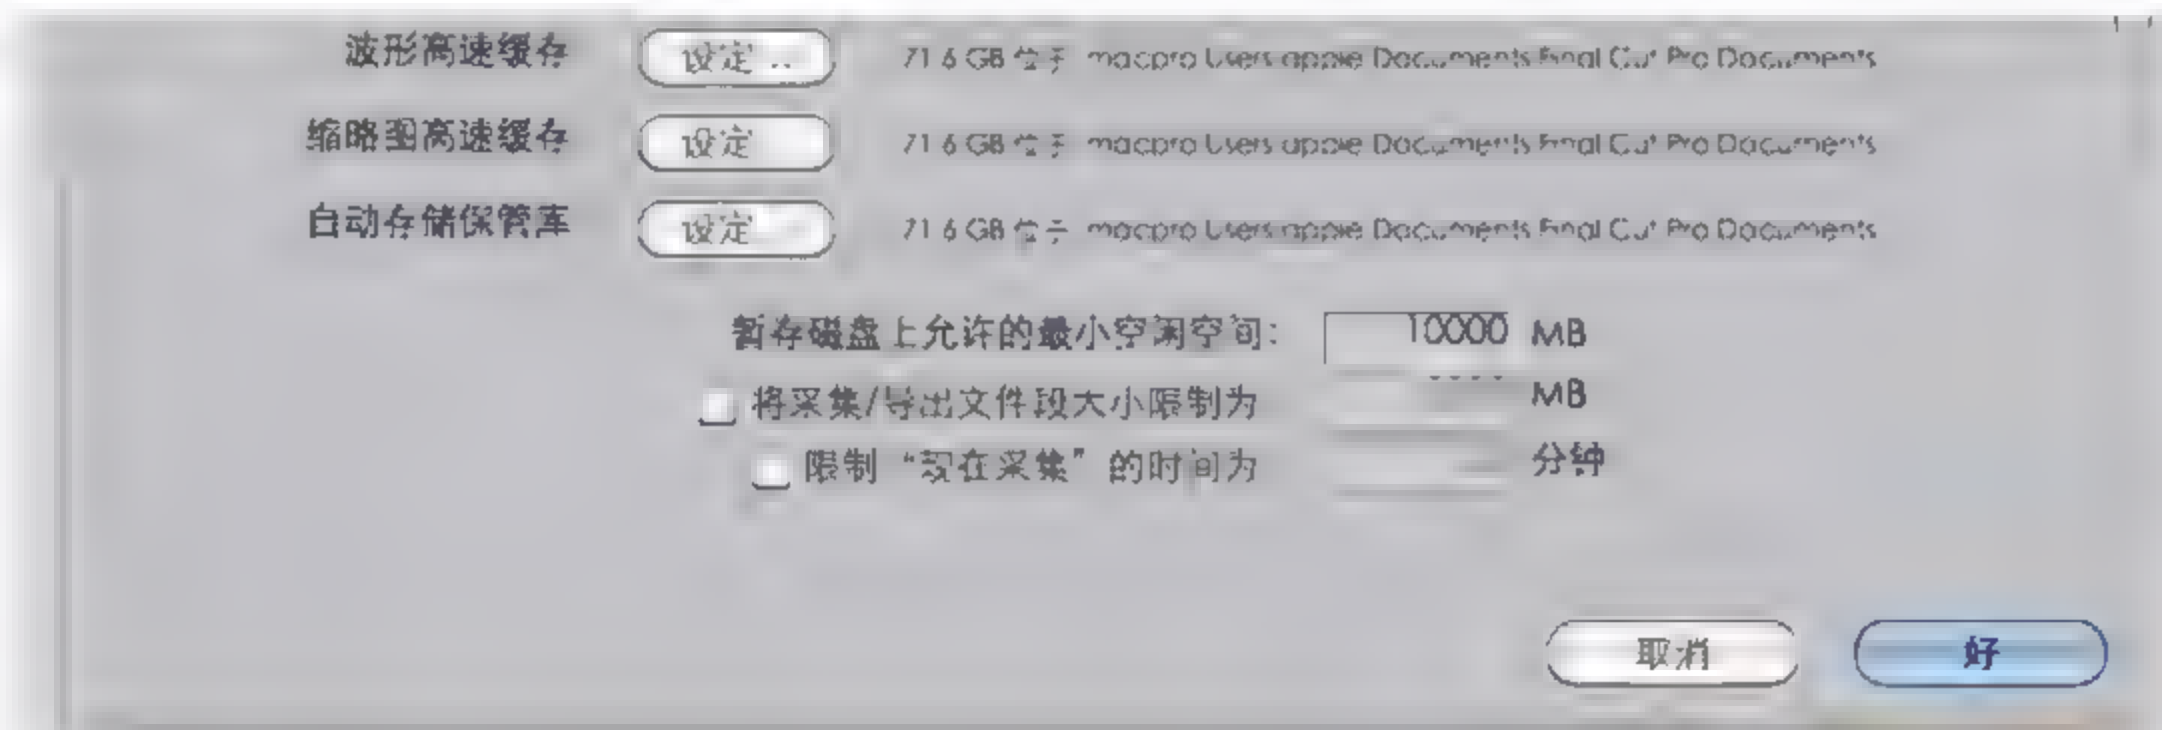 波形高速缓存 设定... 71.6 GB 位于 macpro Users apple Documents Final Cut Pro Documents
缩略图高速缓存 设定 71.6 GB 位于 macpro Users apple Documents Final Cut Pro Documents
自动存储保管库 设定 71.6 GB 位于 macpro Users apple Documents Final Cut Pro Documents
暂存磁盘上允许的最小空闲空间: 10000 MB
将采集/导出文件段大小限制为 MB
限制“现在采集”的时间为 分钟
取消 好